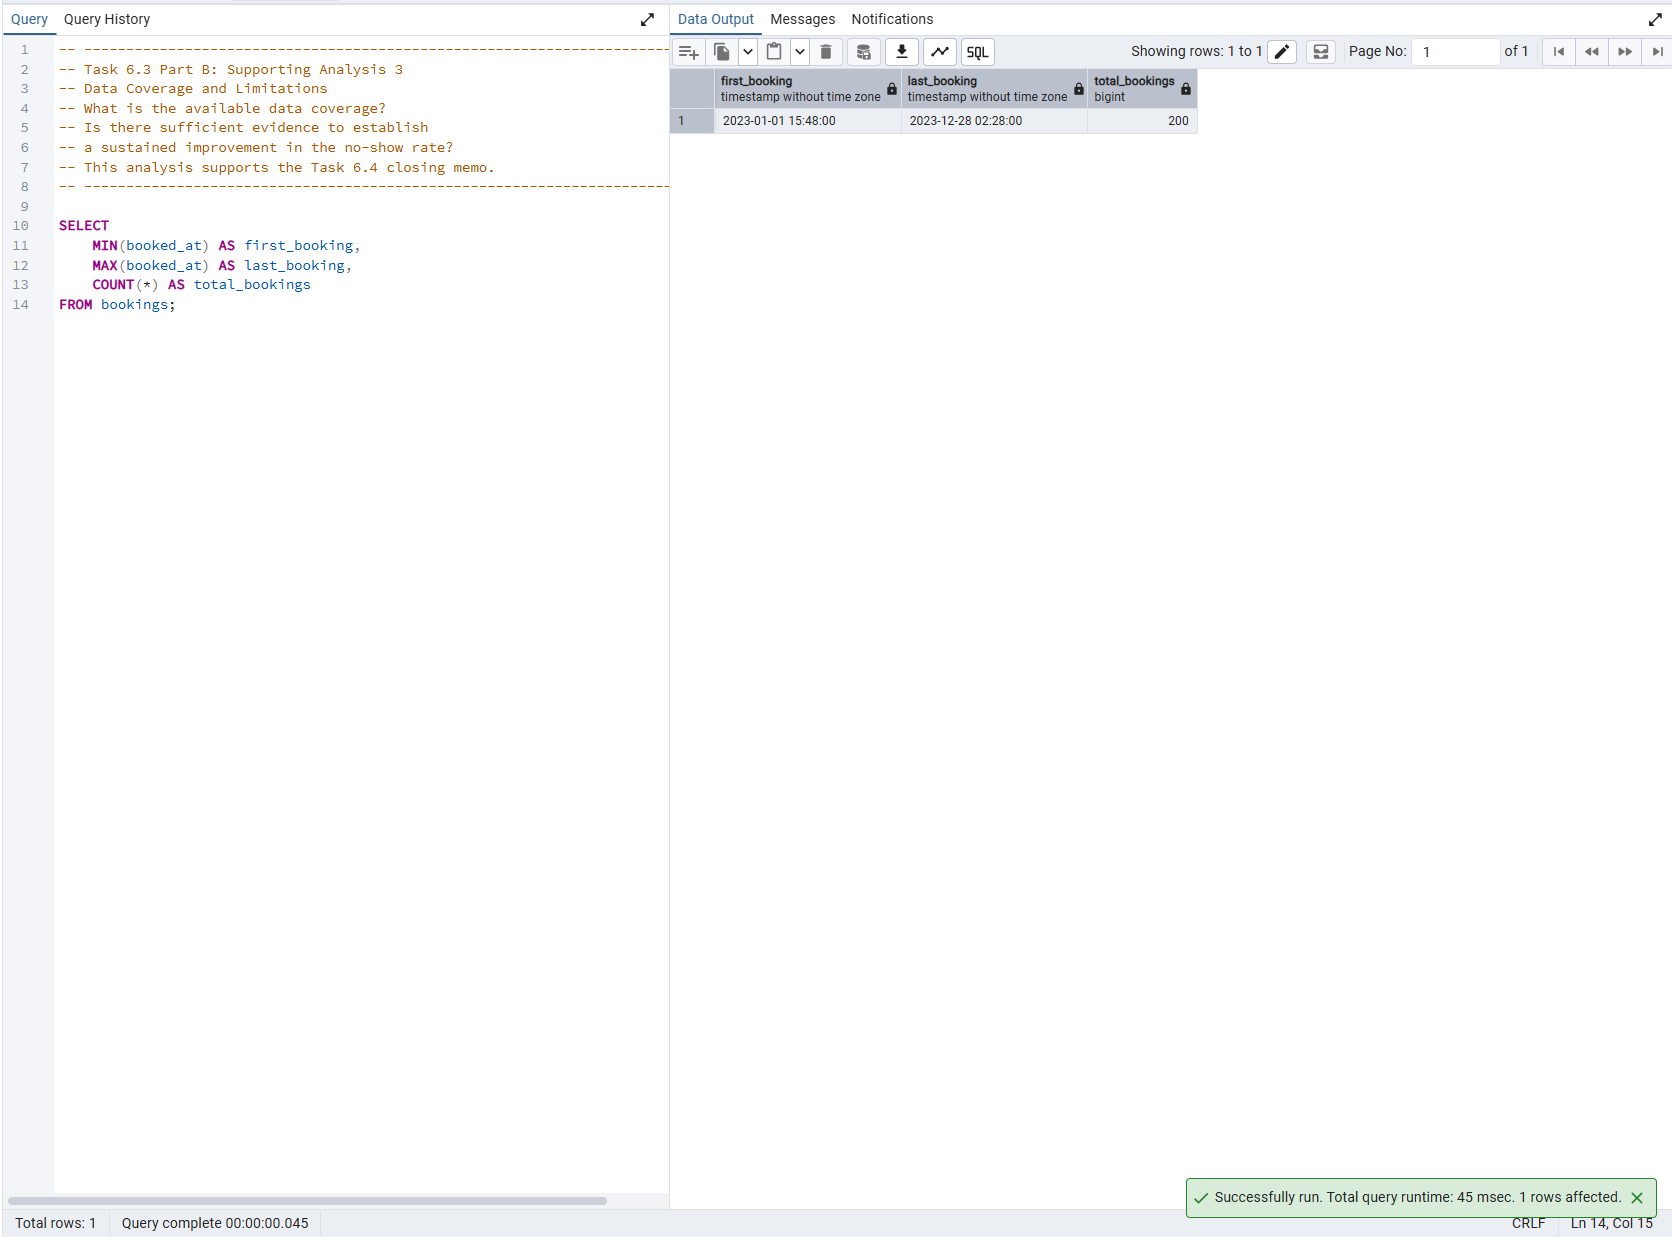 Query Query History
1 -- ----------------------------------------------------------------------
2 -- Task 6.3 Part B: Supporting Analysis 3
3 -- Data Coverage and Limitations
4 -- What is the available data coverage?
5 -- Is there sufficient evidence to establish
6 -- a sustained improvement in the no-show rate?
7 -- This analysis supports the Task 6.4 closing memo.
8 -- ----------------------------------------------------------------------
9
10 SELECT
11 MIN(booked_at) AS first_booking,
12 MAX(booked_at) AS last_booking,
13 COUNT(*) AS total_bookings
14 FROM bookings;
Data Output Messages Notifications
SQL Showing rows: 1 to 1 Page No: 1 of 1
first_booking last_booking total_bookings
timestamp without time zone timestamp without time zone bigint
1 2023-01-01 15:48:00 2023-12-28 02:28:00 200
Successfully run. Total query runtime: 45 msec. 1 rows affected.
Total rows: 1 Query complete 00:00:00.045 CRLF Ln 14, Col 15